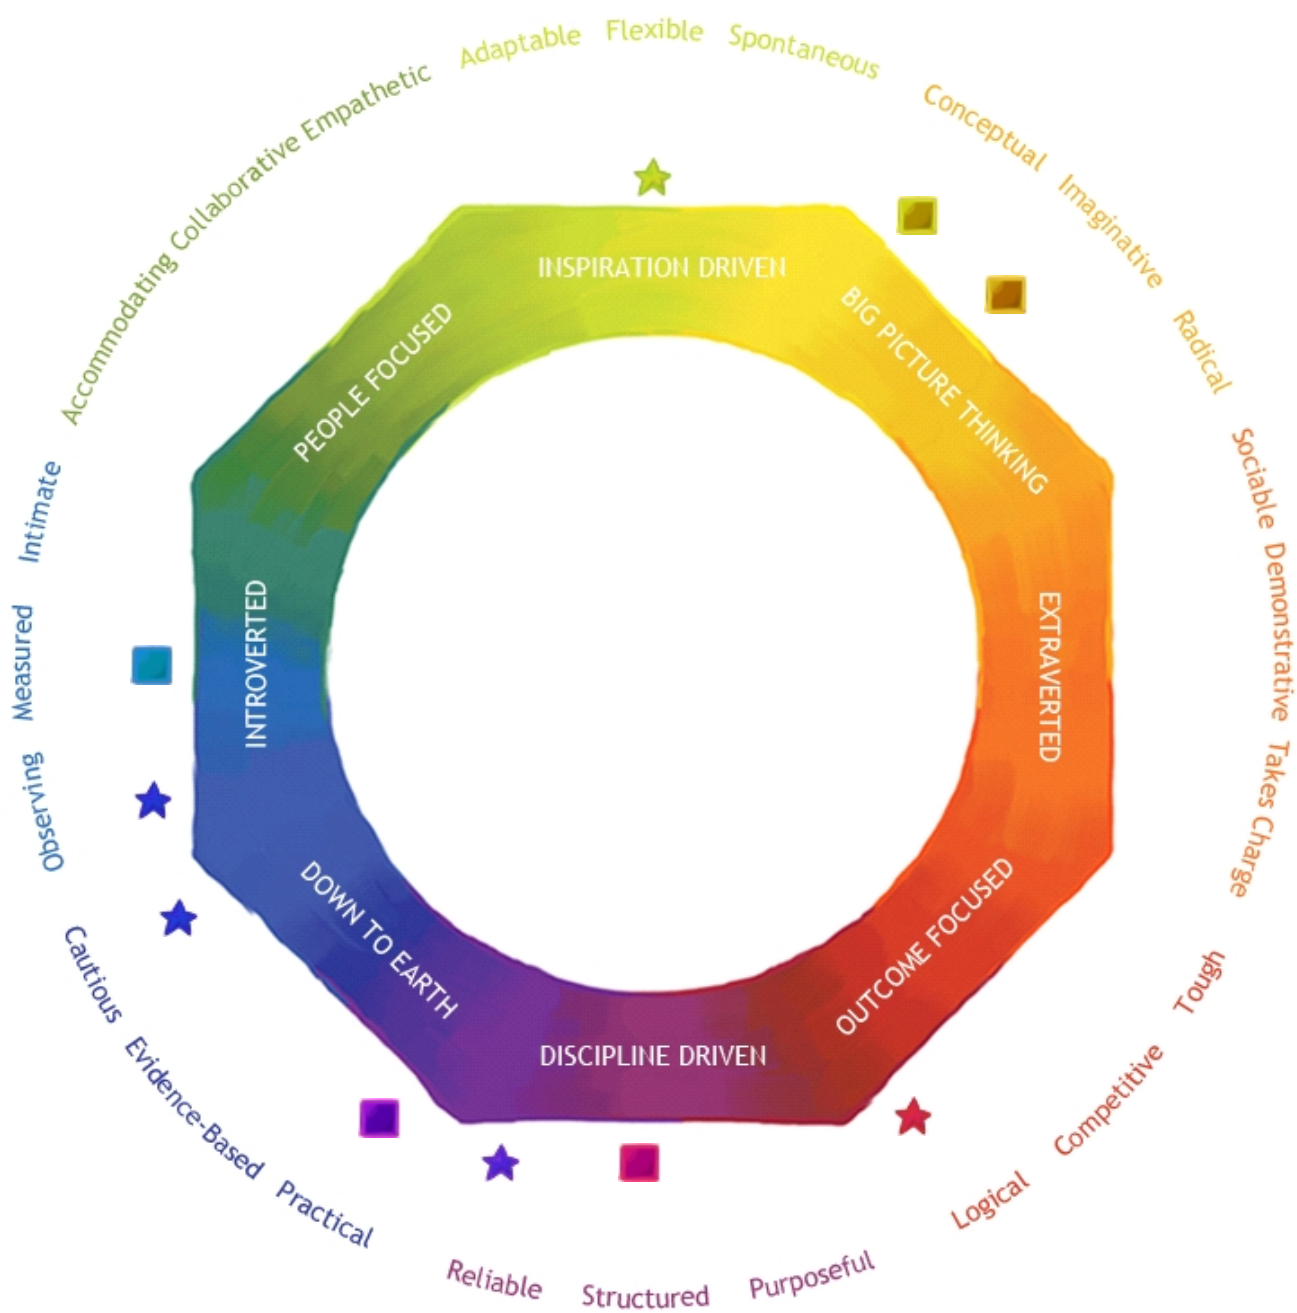 Adaptable Flexible Spontaneous
Conceptual Imaginative Radical
Sociable Demonstrative Takes Charge
Tough Competitive Logical
Purposeful Structured Reliable
Practical Evidence-Based Cautious
Observing Measured Intimate
Accommodating Collaborative Empathetic
INSPIRATION DRIVEN
BIG PICTURE THINKING
EXTRAVERTED
OUTCOME FOCUSED
DISCIPLINE DRIVEN
DOWN TO EARTH
INTROVERTED
PEOPLE FOCUSED